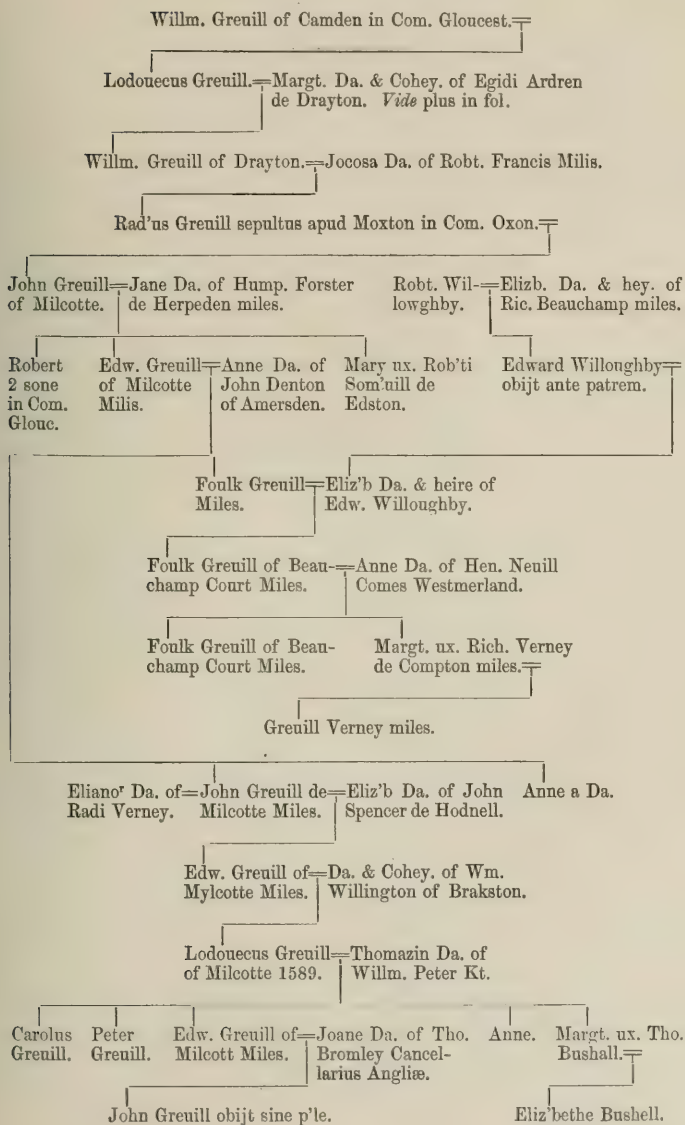 Willm. Greuill of Camden in Com. Gloucest.
Lodouecus Greuill.
Margt. Da. & Cohey. of Egidi Ardren
de Drayton. Vide plus in fol.
Willm. Greuill of Drayton.
Jocosa Da. of Robt. Francis Milis.
Rad'us Greuill sepultus apud Moxton in Com. Oxon.
John Greuill
of Milcotte.
Jane Da. of Hump. Forster
de Herpeden miles.
Robt. Wil-
lowghby.
Elizb. Da. & hey. of
Ric. Beauchamp miles.
Robert
2 sone
in Com.
Glouc.
Edw. Greuill
of Milcotte
Milis.
Anne Da. of
John Denton
of Amersden.
Mary ux. Rob'ti
Som'uill de
Edston.
Edward Willoughby
obijt ante patrem.
Foulk Greuill
Miles.
Eliz'b Da. & heire of
Edw. Willoughby.
Foulk Greuill of Beau-
champ Court Miles.
Anne Da. of Hen. Neuill
Comes Westmerland.
Foulk Greuill of Beau-
champ Court Miles.
Margt. ux. Rich. Verney
de Compton miles.
Greuill Verney miles.
Elianor Da. of
Radi Verney.
John Greuill de
Milcotte Miles.
Eliz'b Da. of John
Spencer de Hodnell.
Anne a Da.
Edw. Greuill of
Mylcotte Miles.
Da. & Cohey. of Wm.
Willington of Brakston.
Lodouecus Greuill
of Milcotte 1589.
Thomazin Da. of
Willm. Peter Kt.
Carolus
Greuill.
Peter
Greuill.
Edw. Greuill of
Milcott Miles.
Joane Da. of Tho.
Bromley Cancel-
larius Angliæ.
Anne.
Margt. ux. Tho.
Bushall.
John Greuill obijt sine p'le.
Eliz'bethe Bushell.